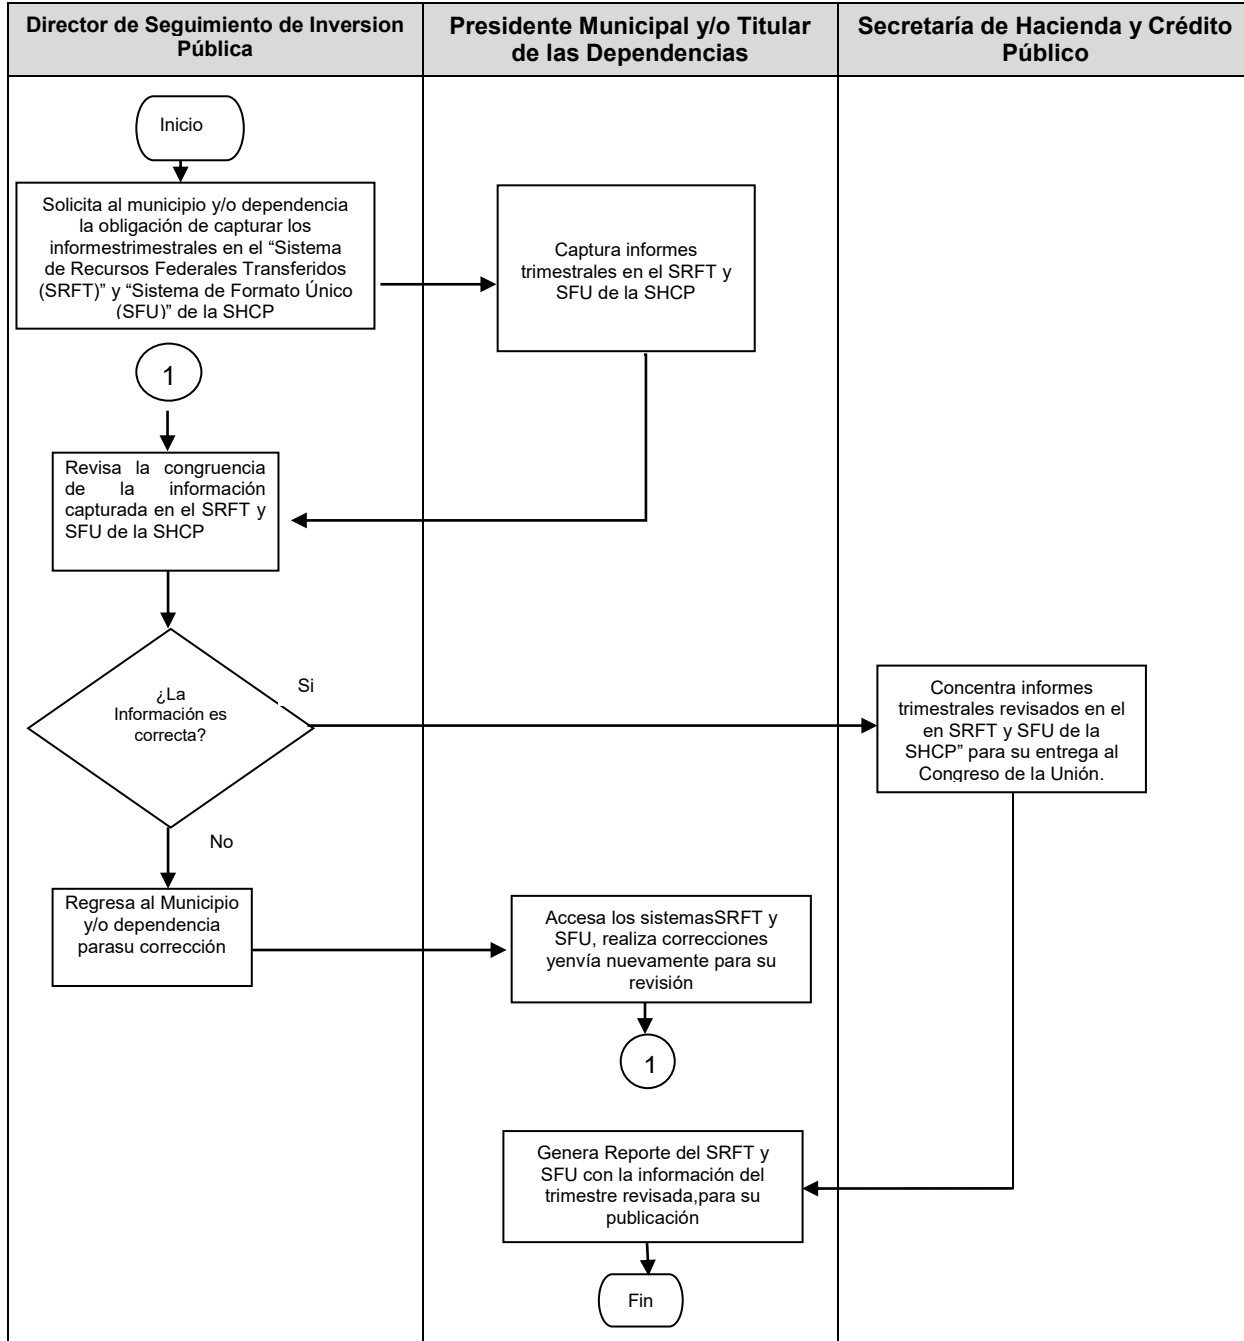 Director de Seguimiento de Inversion
Pública
Presidente Municipal y/o Titular
de las Dependencias
Secretaría de Hacienda y Crédito
Público
Inicio
Solicita al municipio y/o dependencia
la obligación de capturar los
informestrimestrales en el “Sistema
de Recursos Federales Transferidos
(SRFT)” y “Sistema de Formato Único
(SFU)” de la SHCP
Captura informes
trimestrales en el SRFT y
SFU de la SHCP
1
Revisa la congruencia
de la información
capturada en el SRFT y
SFU de la SHCP
¿La
Información es
correcta?
Si
Concentra informes
trimestrales revisados en el
en SRFT y SFU de la
SHCP” para su entrega al
Congreso de la Unión.
No
Regresa al Municipio
y/o dependencia
parasu corrección
Accesa los sistemasSRFT y
SFU, realiza correcciones
yenvía nuevamente para su
revisión
1
Genera Reporte del SRFT y
SFU con la información del
trimestre revisada,para su
publicación
Fin